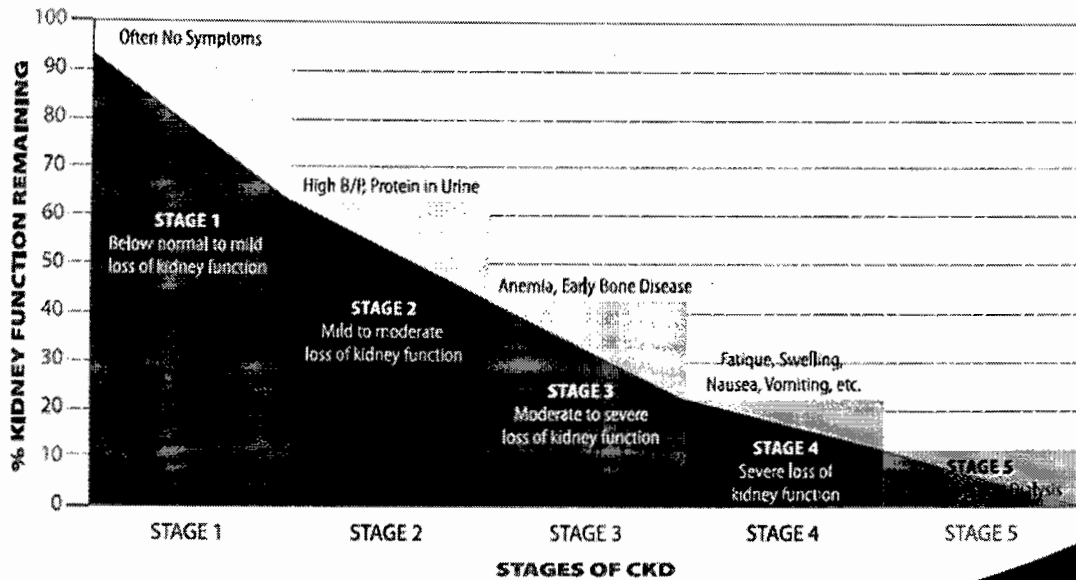 100
90
80
70
60
50
40
30
20
10
0
% KIDNEY FUNCTION REMAINING
Often No Symptoms
STAGE 1
Below normal to mild
loss of kidney function
High B/P, Protein in Urine
STAGE 2
Mild to moderate
loss of kidney function
Anemia, Early Bone Disease
STAGE 3
Moderate to severe
loss of kidney function
Fatique, Swelling,
Nausea, Vomiting, etc.
STAGE 4
Severe loss of
kidney function
STAGE 5
Dialysis
STAGE 1
STAGE 2
STAGE 3
STAGE 4
STAGE 5
STAGES OF CKD